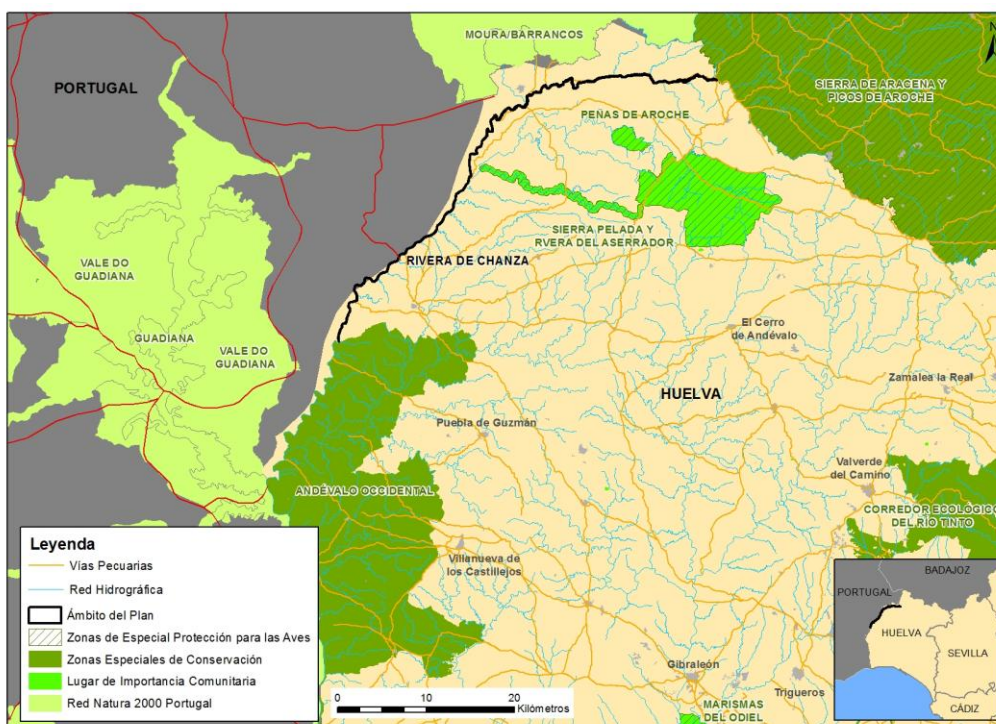 MOURA/BARRANCOS
N
PORTUGAL
SIERRA DE ARACENA Y
PICOS DE AROCHE
PEÑAS DE AROCHE
SIERRA PELADA Y
RVERA DEL ASERRADOR
RIVERA DE CHANZA
VALE DO
GUADIANA
GUADIANA
VALE DO
GUADIANA
El Cerro
de Andévalo
Zamalea la Real
HUELVA
Puebla de Guzmán
Valverde
del Camino
ANDÉVALO OCCIDENTAL
CORREDOR ECOLÓGICO
DEL RÍO TINTO
Villanueva de
los Castillejos
Gibraleón
Trigueros
MARISMAS
DEL ODIEL
Leyenda
Vías Pecuarias
Red Hidrográfica
Ámbito del Plan
Zonas de Especial Protección para las Aves
Zonas Especiales de Conservación
Lugar de Importancia Comunitaria
Red Natura 2000 Portugal
0 10 20
Kilómetros
BADAJOZ
PORTUGAL
HUELVA
SEVILLA
CÁDIZ